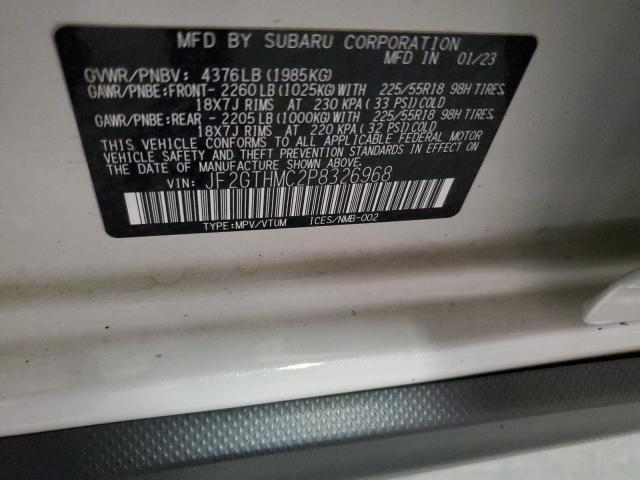 MFD BY SUBARU CORPORATION
MFD IN 01/23
GVWR/PNBV: 4376LB (1985KG)
GAWR/PNBE:FRONT- 2260 LB (1025KG) WITH 225/55R18 98H TIRES
18X7J RIMS AT 230 KPA (33 PSI) COLD
GAWR/PNBE:REAR - 2205 LB (1000KG) WITH 225/55R18 98H TIRES
18X7J RIMS AT 220 KPA (32 PSI) COLD
THIS VEHICLE CONFORMS TO ALL APPLICABLE FEDERAL MOTOR
VEHICLE SAFETY AND THEFT PREVENTION STANDARDS IN EFFECT ON
THE DATE OF MANUFACTURE SHOWN ABOVE.
VIN: JF2GTHMC2P8326968
TYPE:MPV/VTUM ICES/NMB-002